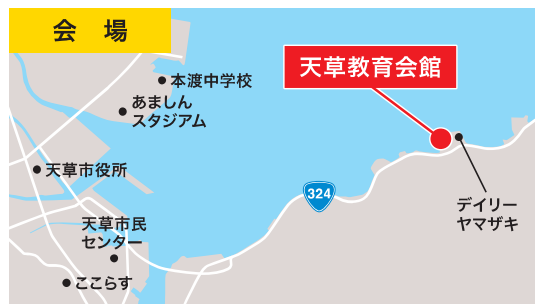 会場
天草教育会館
本渡中学校
あましん
スタジアム
天草市役所
324
デイリー
ヤマザキ
天草市民
センター
ここらす